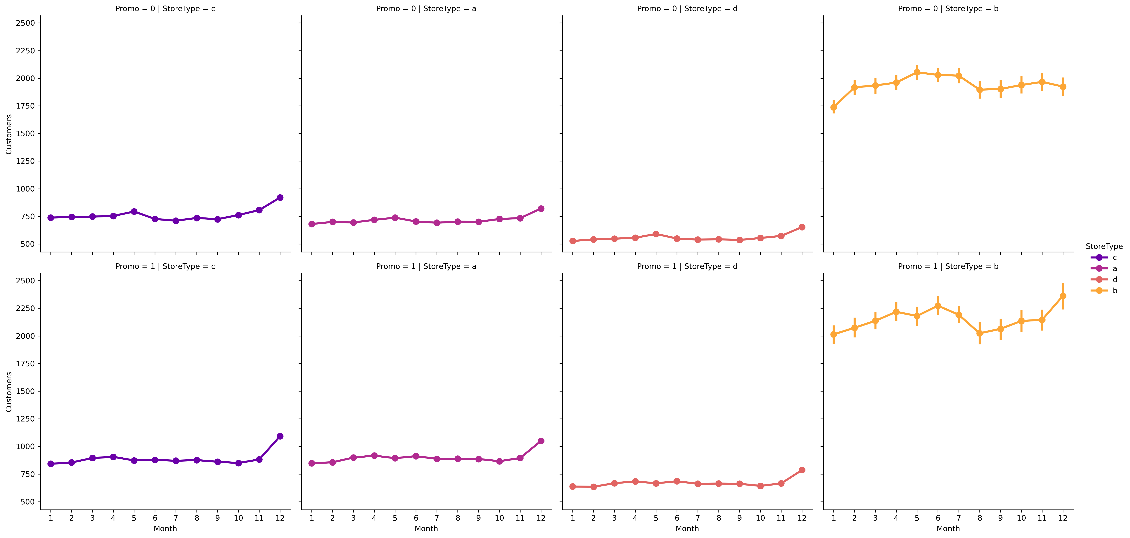 Promo = 0 | StoreType = c
Promo = 0 | StoreType = a
Promo = 0 | StoreType = d
Promo = 0 | StoreType = b
2500
2250
2000
1750
1500
1250
1000
750
500
Customers
StoreType
c
a
d
b
Promo = 1 | StoreType = c
Promo = 1 | StoreType = a
Promo = 1 | StoreType = d
Promo = 1 | StoreType = b
2500
2250
2000
1750
1500
1250
1000
750
500
Customers
1 2 3 4 5 6 7 8 9 10 11 12
Month
1 2 3 4 5 6 7 8 9 10 11 12
Month
1 2 3 4 5 6 7 8 9 10 11 12
Month
1 2 3 4 5 6 7 8 9 10 11 12
Month